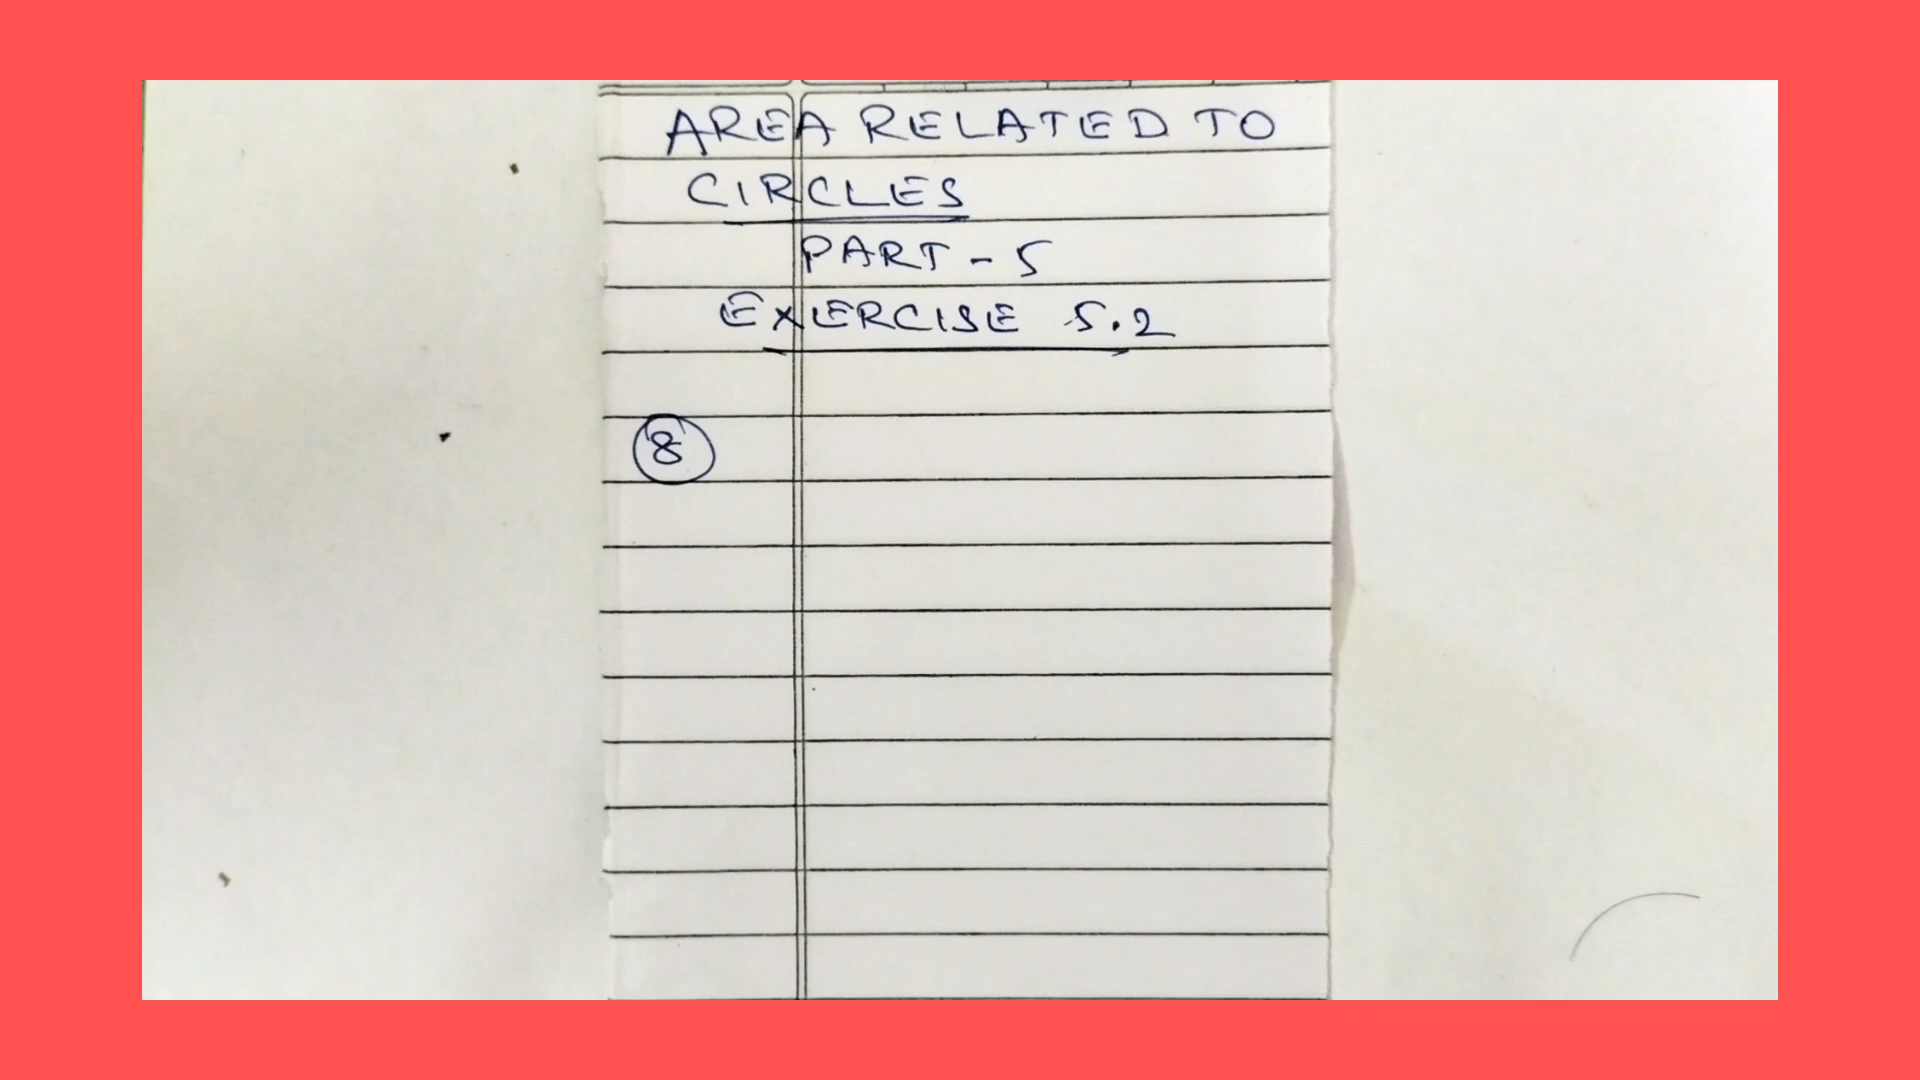 AREA RELATED TO
CIRCLES
PART - 5
EXERCISE 5.2
8